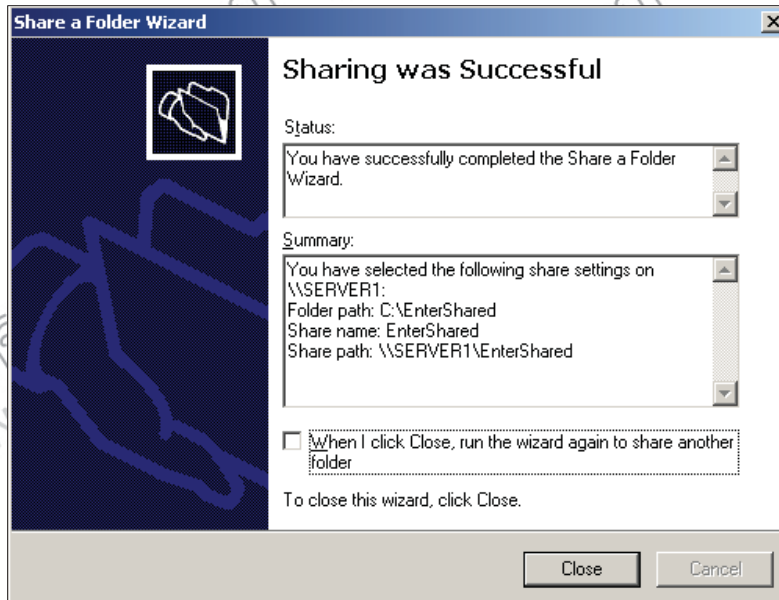 Share a Folder Wizard
Sharing was Successful
Status:
You have successfully completed the Share a Folder
Wizard.
Summary:
You have selected the following share settings on
\\SERVER1:
Folder path: C:\EnterShared
Share name: EnterShared
Share path: \\SERVER1\EnterShared
When I click Close, run the wizard again to share another
folder
To close this wizard, click Close.
Close
Cancel